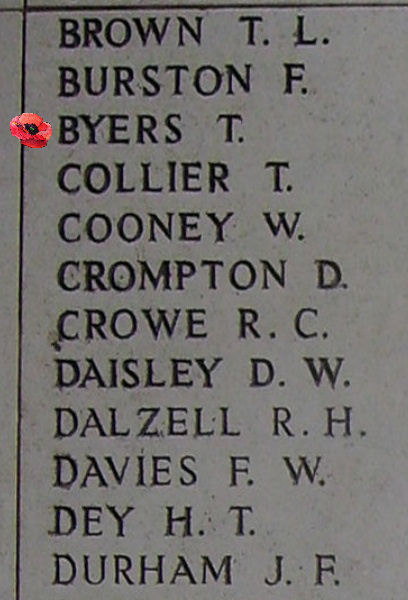 BROWN T. L.
BURSTON F.
BYERS T.
COLLIER T.
COONEY W.
CROMPTON D.
CROWE R. C.
DAISLEY D. W.
DALZELL R. H.
DAVIES F. W.
DEY H. T.
DURHAM J. F.